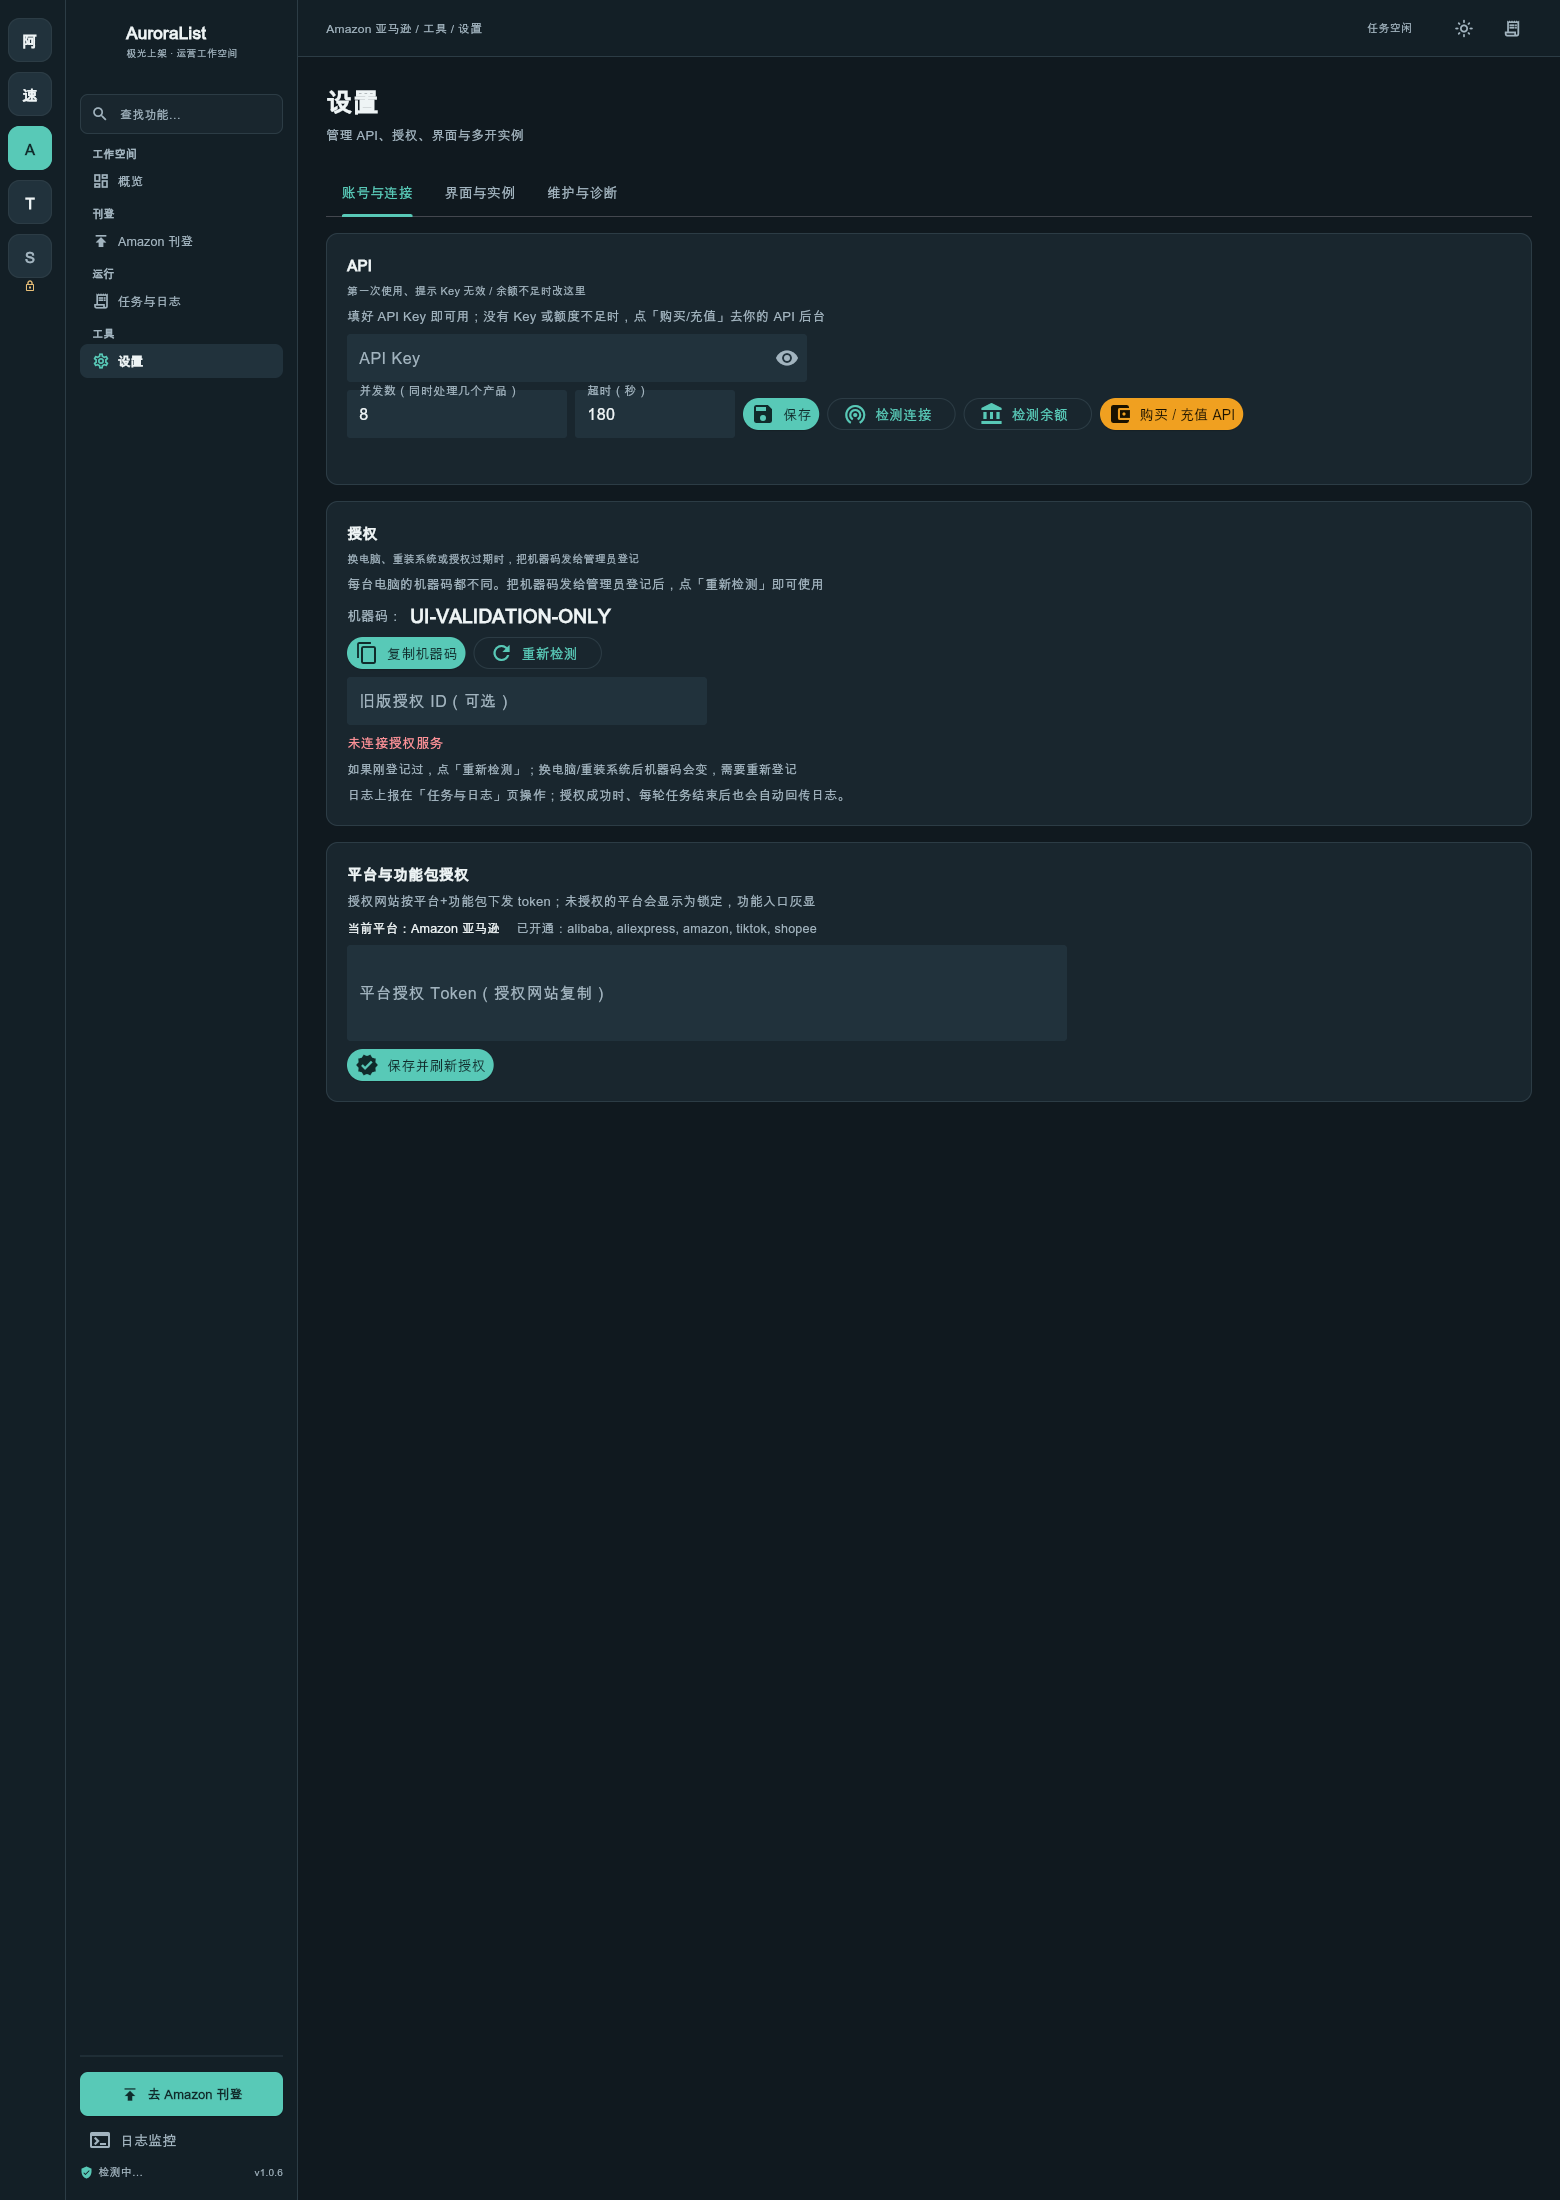 阿
速
A
T
S
AuroraList
极光上架 · 运营工作空间
查找功能...
工作空间
概览
刊登
Amazon 刊登
运行
任务与日志
工具
设置
去 Amazon 刊登
日志监控
检测中...
v1.0.6
Amazon 亚马逊 / 工具 / 设置
任务空闲
设置
管理 API、授权、界面与多开实例
账号与连接
界面与实例
维护与诊断
API
第一次使用、提示 Key 无效 / 余额不足时改这里
填好 API Key 即可用；没有 Key 或额度不足时，点「购买/充值」去你的 API 后台
API Key
并发数（同时处理几个产品）
8
超时（秒）
180
保存
检测连接
检测余额
购买 / 充值 API
授权
换电脑、重装系统或授权过期时，把机器码发给管理员登记
每台电脑的机器码都不同。把机器码发给管理员登记后，点「重新检测」即可使用
机器码： UI-VALIDATION-ONLY
复制机器码
重新检测
旧版授权 ID（可选）
未连接授权服务
如果刚登记过，点「重新检测」；换电脑/重装系统后机器码会变，需要重新登记
日志上报在「任务与日志」页操作；授权成功时、每轮任务结束后也会自动回传日志。
平台与功能包授权
授权网站按平台+功能包下发 token；未授权的平台会显示为锁定，功能入口灰显
当前平台：Amazon 亚马逊 已开通：alibaba, aliexpress, amazon, tiktok, shopee
平台授权 Token（授权网站复制）
保存并刷新授权